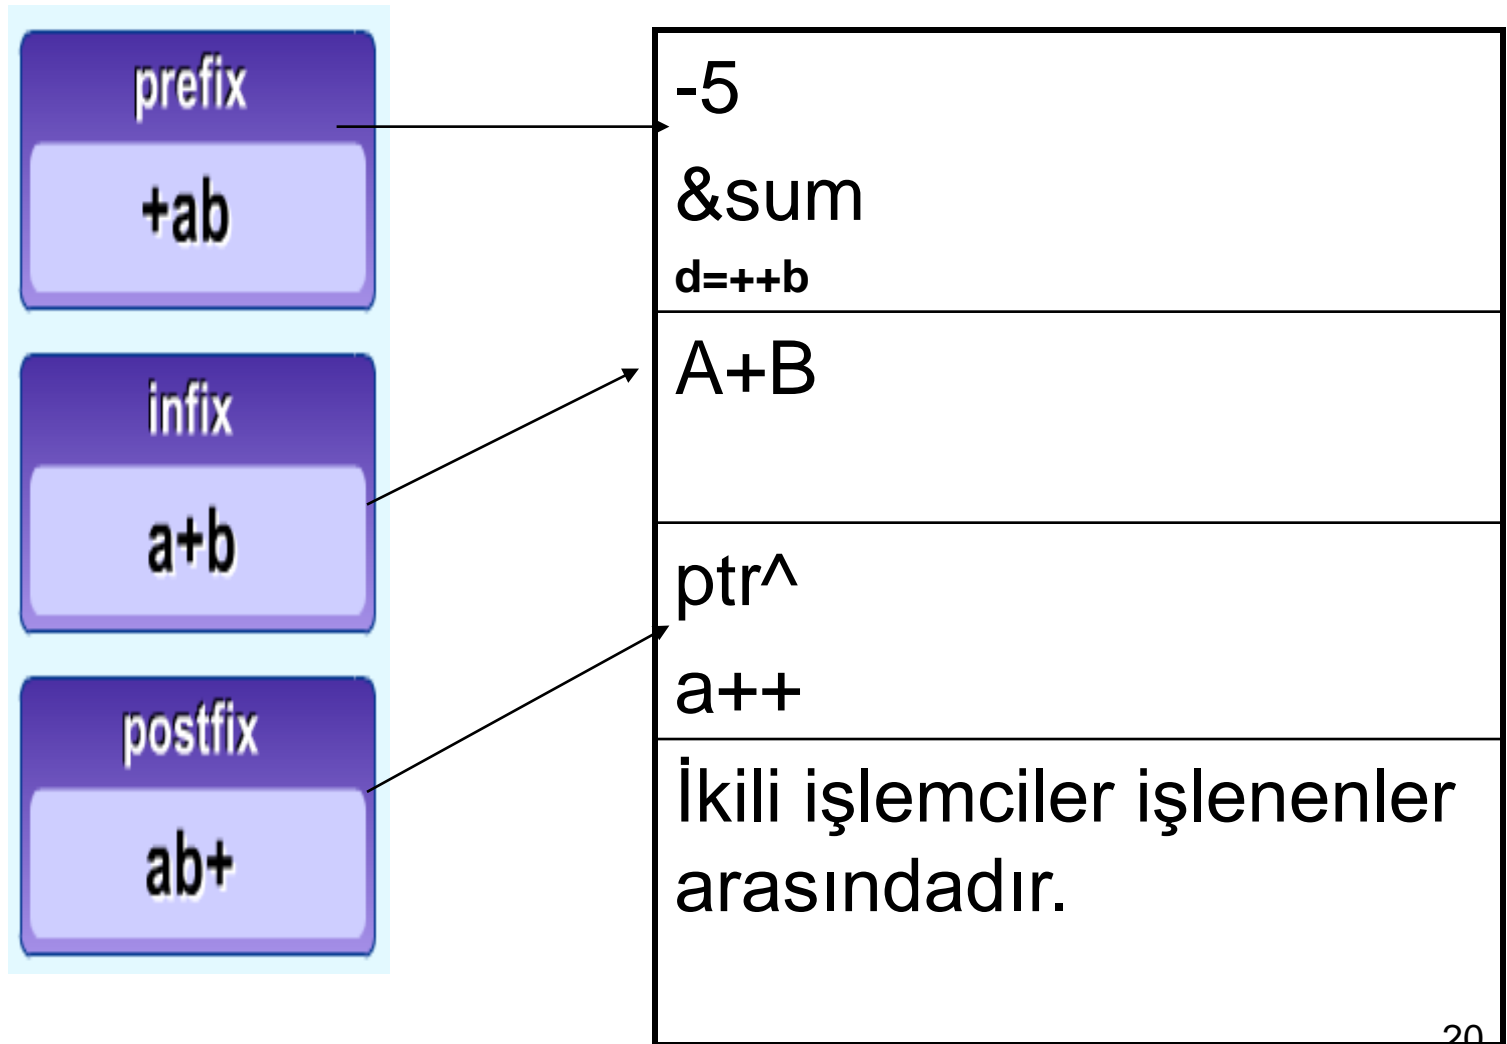 prefix
+ab
infix
a+b
postfix
ab+
-5
&sum
d=++b
A+B
ptr^
a++
İkili işlemciler işlenenler
arasındadır.
20